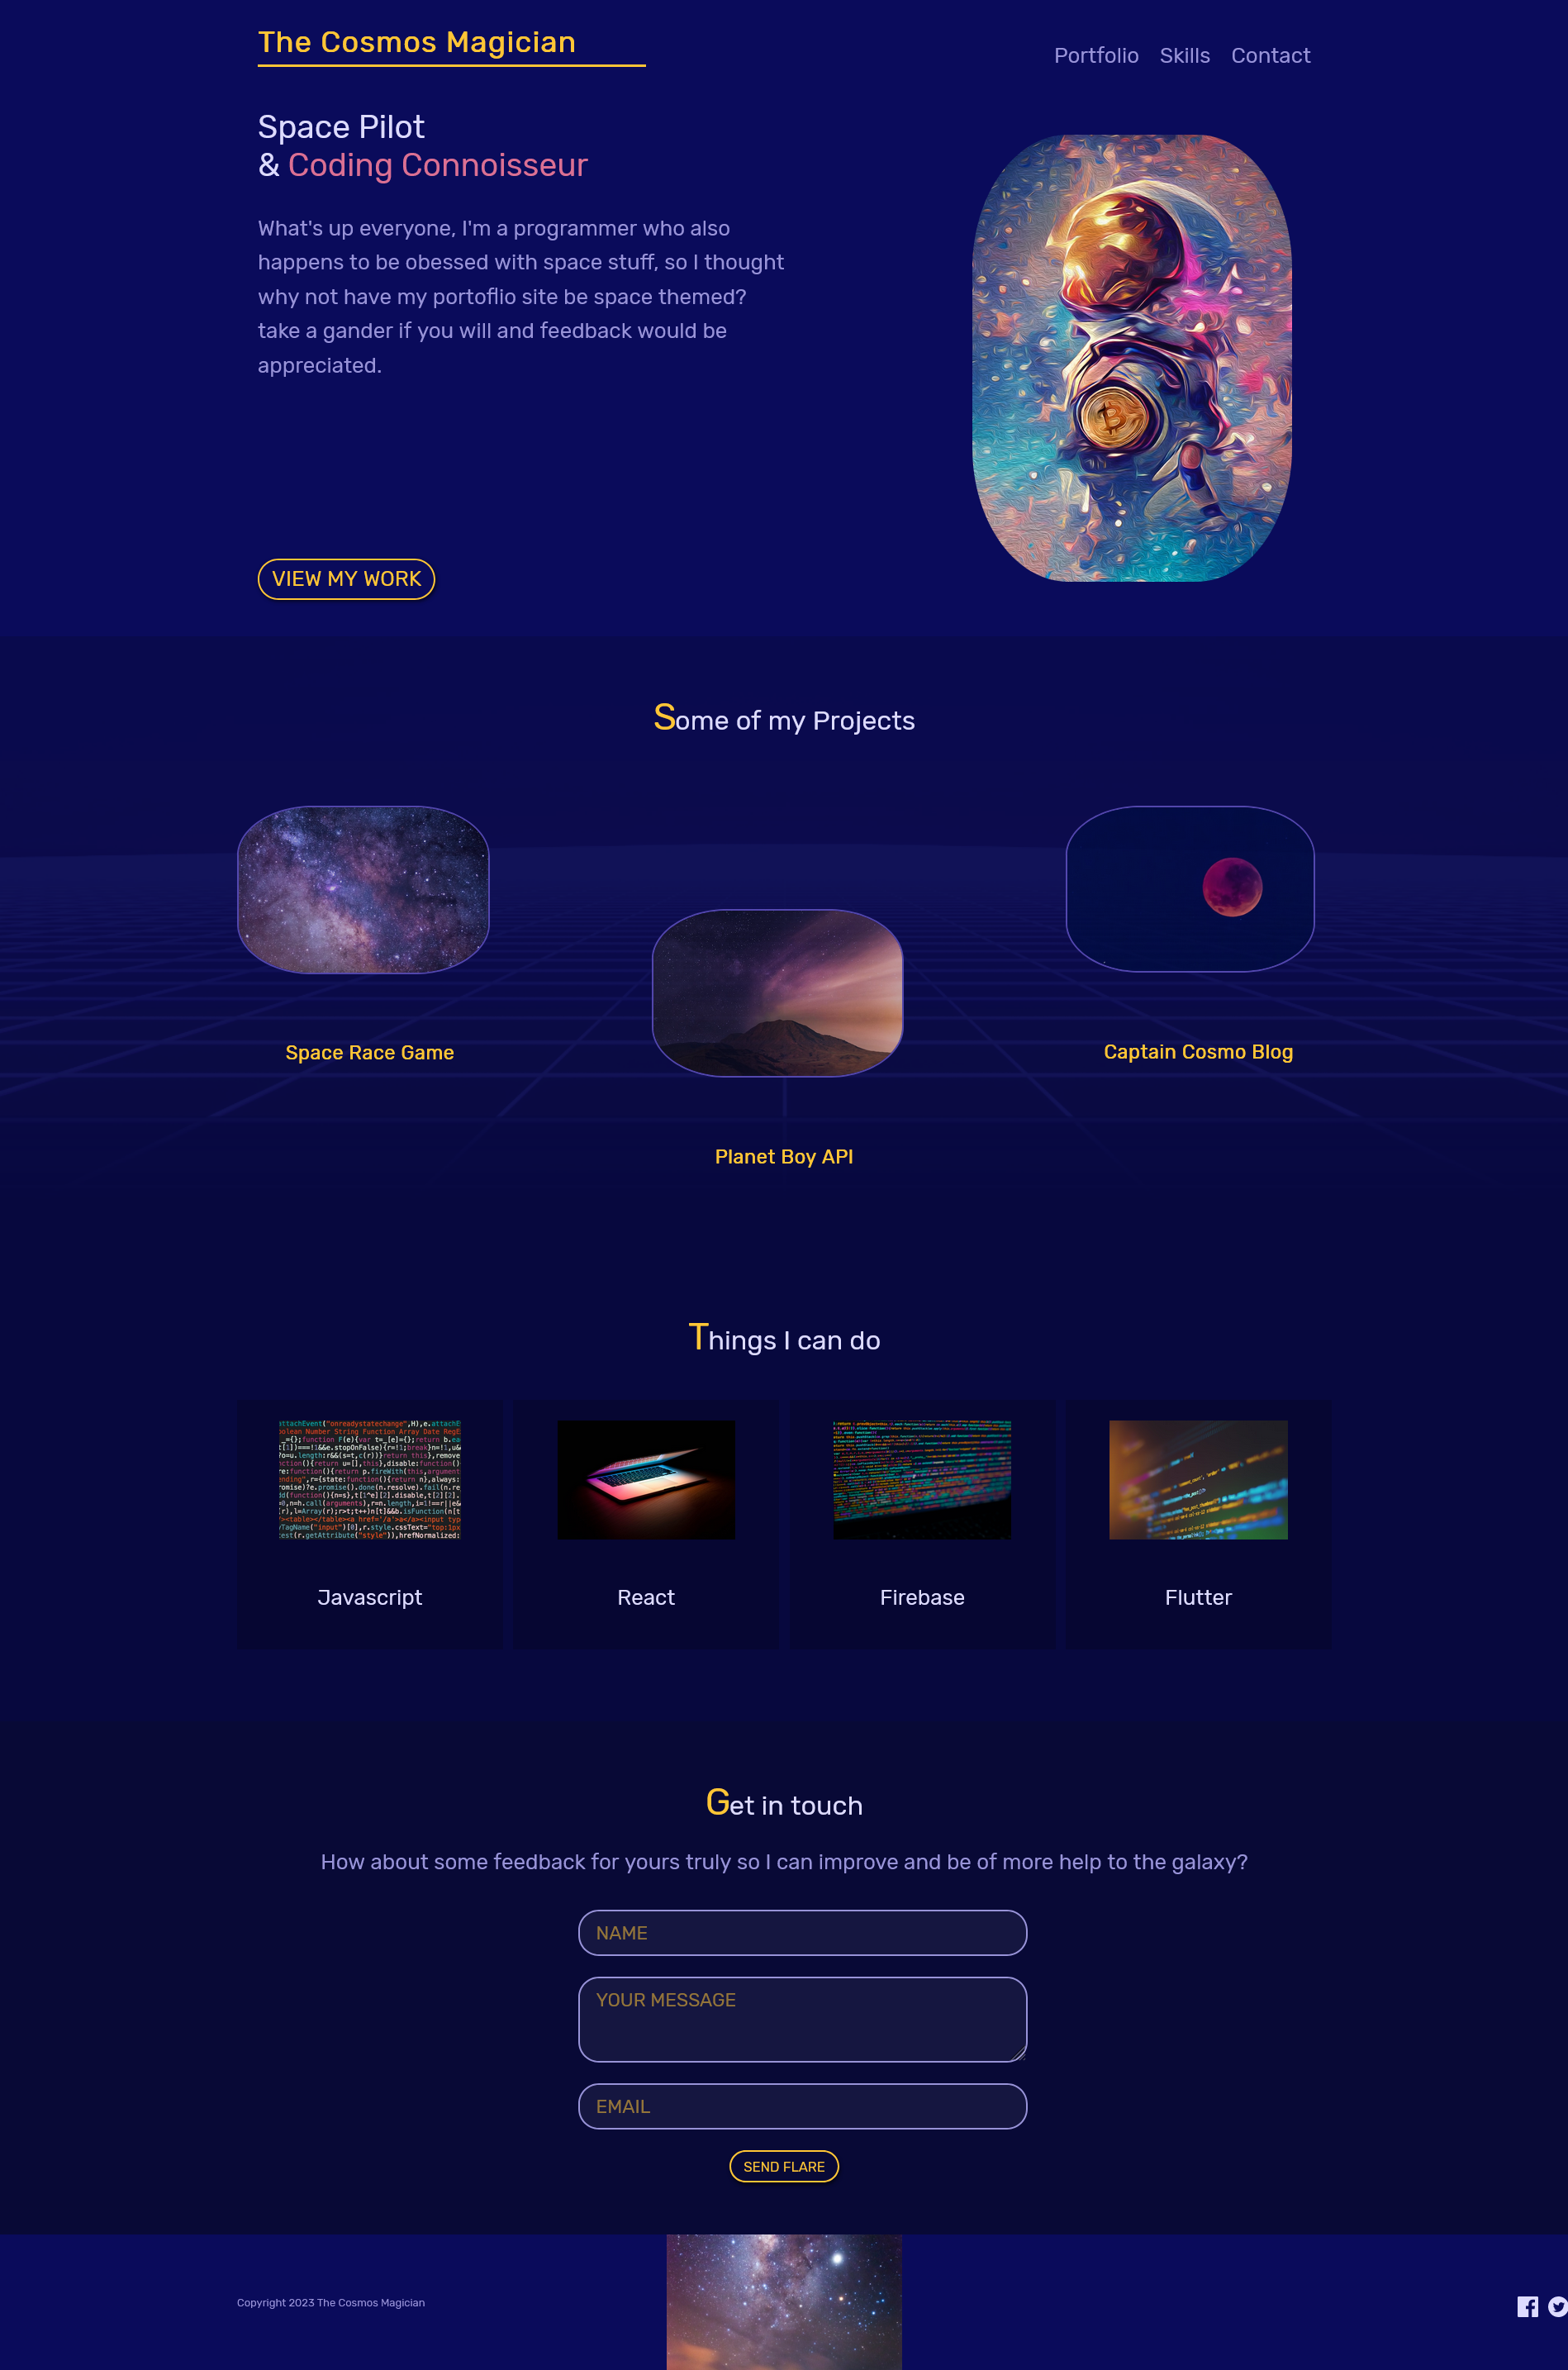 The Cosmos Magician
Portfolio Skills Contact
Space Pilot
& Coding Connoisseur
What's up everyone, I'm a programmer who also
happens to be obessed with space stuff, so I thought
why not have my portoflio site be space themed?
take a gander if you will and feedback would be
appreciated.
VIEW MY WORK
Some of my Projects
Space Race Game
Captain Cosmo Blog
Planet Boy API
Things I can do
Javascript
React
Firebase
Flutter
Get in touch
How about some feedback for yours truly so I can improve and be of more help to the galaxy?
NAME
YOUR MESSAGE
EMAIL
SEND FLARE
Copyright 2023 The Cosmos Magician